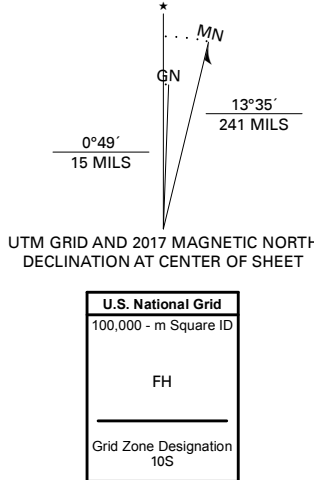 ★
MN
GN
0°49´
15 MILS
13°35´
241 MILS
UTM GRID AND 2017 MAGNETIC NORTH
DECLINATION AT CENTER OF SHEET
U.S. National Grid
100,000 - m Square ID
FH
Grid Zone Designation
10S